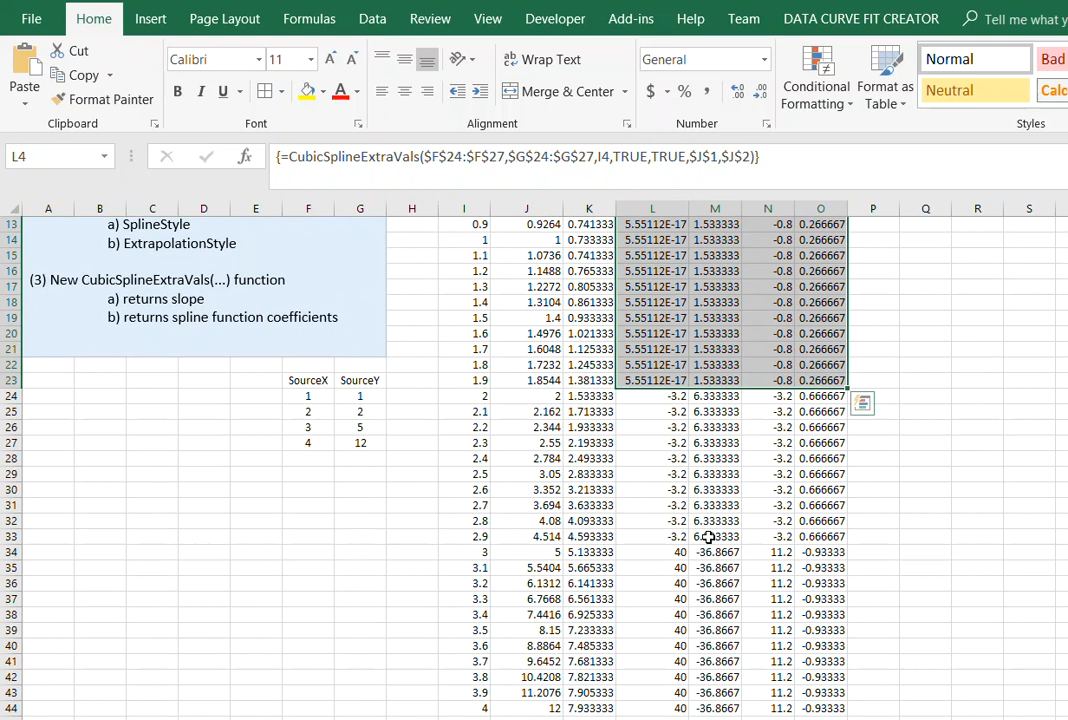 File Home Insert Page Layout Formulas Data Review View Developer Add-ins Help Team DATA CURVE FIT CREATOR Tell me what y
Cut
Copy
Format Painter
Paste
Clipboard
Calibri 11 A A
B I U A
Font
ab Wrap Text
Merge & Center
Alignment
General
$ % ,
Number
Conditional Formatting
Format as Table
Normal Bad
Neutral Calc
Styles
L4 fx {=CubicSplineExtraVals($F$24:$F$27,$G$24:$G$27,I4,TRUE,TRUE,$J$1,$J$2)}
A B C D E F G H I J K L M N O P Q R S
13 a) SplineStyle 0.9 0.9264 0.741333 5.55112E-17 1.533333 -0.8 0.266667
14 b) ExtrapolationStyle 1 1 0.733333 5.55112E-17 1.533333 -0.8 0.266667
15 1.1 1.0736 0.741333 5.55112E-17 1.533333 -0.8 0.266667
16 (3) New CubicSplineExtraVals(...) function 1.2 1.1488 0.765333 5.55112E-17 1.533333 -0.8 0.266667
17 a) returns slope 1.3 1.2272 0.805333 5.55112E-17 1.533333 -0.8 0.266667
18 1.4 1.3104 0.861333 5.55112E-17 1.533333 -0.8 0.266667
19 b) returns spline function coefficients 1.5 1.4 0.933333 5.55112E-17 1.533333 -0.8 0.266667
20 1.6 1.4976 1.021333 5.55112E-17 1.533333 -0.8 0.266667
21 1.7 1.6048 1.125333 5.55112E-17 1.533333 -0.8 0.266667
22 1.8 1.7232 1.245333 5.55112E-17 1.533333 -0.8 0.266667
23 SourceX SourceY 1.9 1.8544 1.381333 5.55112E-17 1.533333 -0.8 0.266667
24 1 1 2 2 1.533333 -3.2 6.333333 -3.2 0.666667
25 2 2 2.1 2.162 1.713333 -3.2 6.333333 -3.2 0.666667
26 3 5 2.2 2.344 1.933333 -3.2 6.333333 -3.2 0.666667
27 4 12 2.3 2.55 2.193333 -3.2 6.333333 -3.2 0.666667
28 2.4 2.784 2.493333 -3.2 6.333333 -3.2 0.666667
29 2.5 3.05 2.833333 -3.2 6.333333 -3.2 0.666667
30 2.6 3.352 3.213333 -3.2 6.333333 -3.2 0.666667
31 2.7 3.694 3.633333 -3.2 6.333333 -3.2 0.666667
32 2.8 4.08 4.093333 -3.2 6.333333 -3.2 0.666667
33 2.9 4.514 4.593333 -3.2 -3.2 0.666667
34 3 5 5.133333 40 -36.8667 11.2 -0.93333
35 3.1 5.5404 5.665333 40 -36.8667 11.2 -0.93333
36 3.2 6.1312 6.141333 40 -36.8667 11.2 -0.93333
37 3.3 6.7668 6.561333 40 -36.8667 11.2 -0.93333
38 3.4 7.4416 6.925333 40 -36.8667 11.2 -0.93333
39 3.5 8.15 7.233333 40 -36.8667 11.2 -0.93333
40 3.6 8.8864 7.485333 40 -36.8667 11.2 -0.93333
41 3.7 9.6452 7.681333 40 -36.8667 11.2 -0.93333
42 3.8 10.4208 7.821333 40 -36.8667 11.2 -0.93333
43 3.9 11.2076 7.905333 40 -36.8667 11.2 -0.93333
44 4 12 7.933333 40 -36.8667 11.2 -0.93333